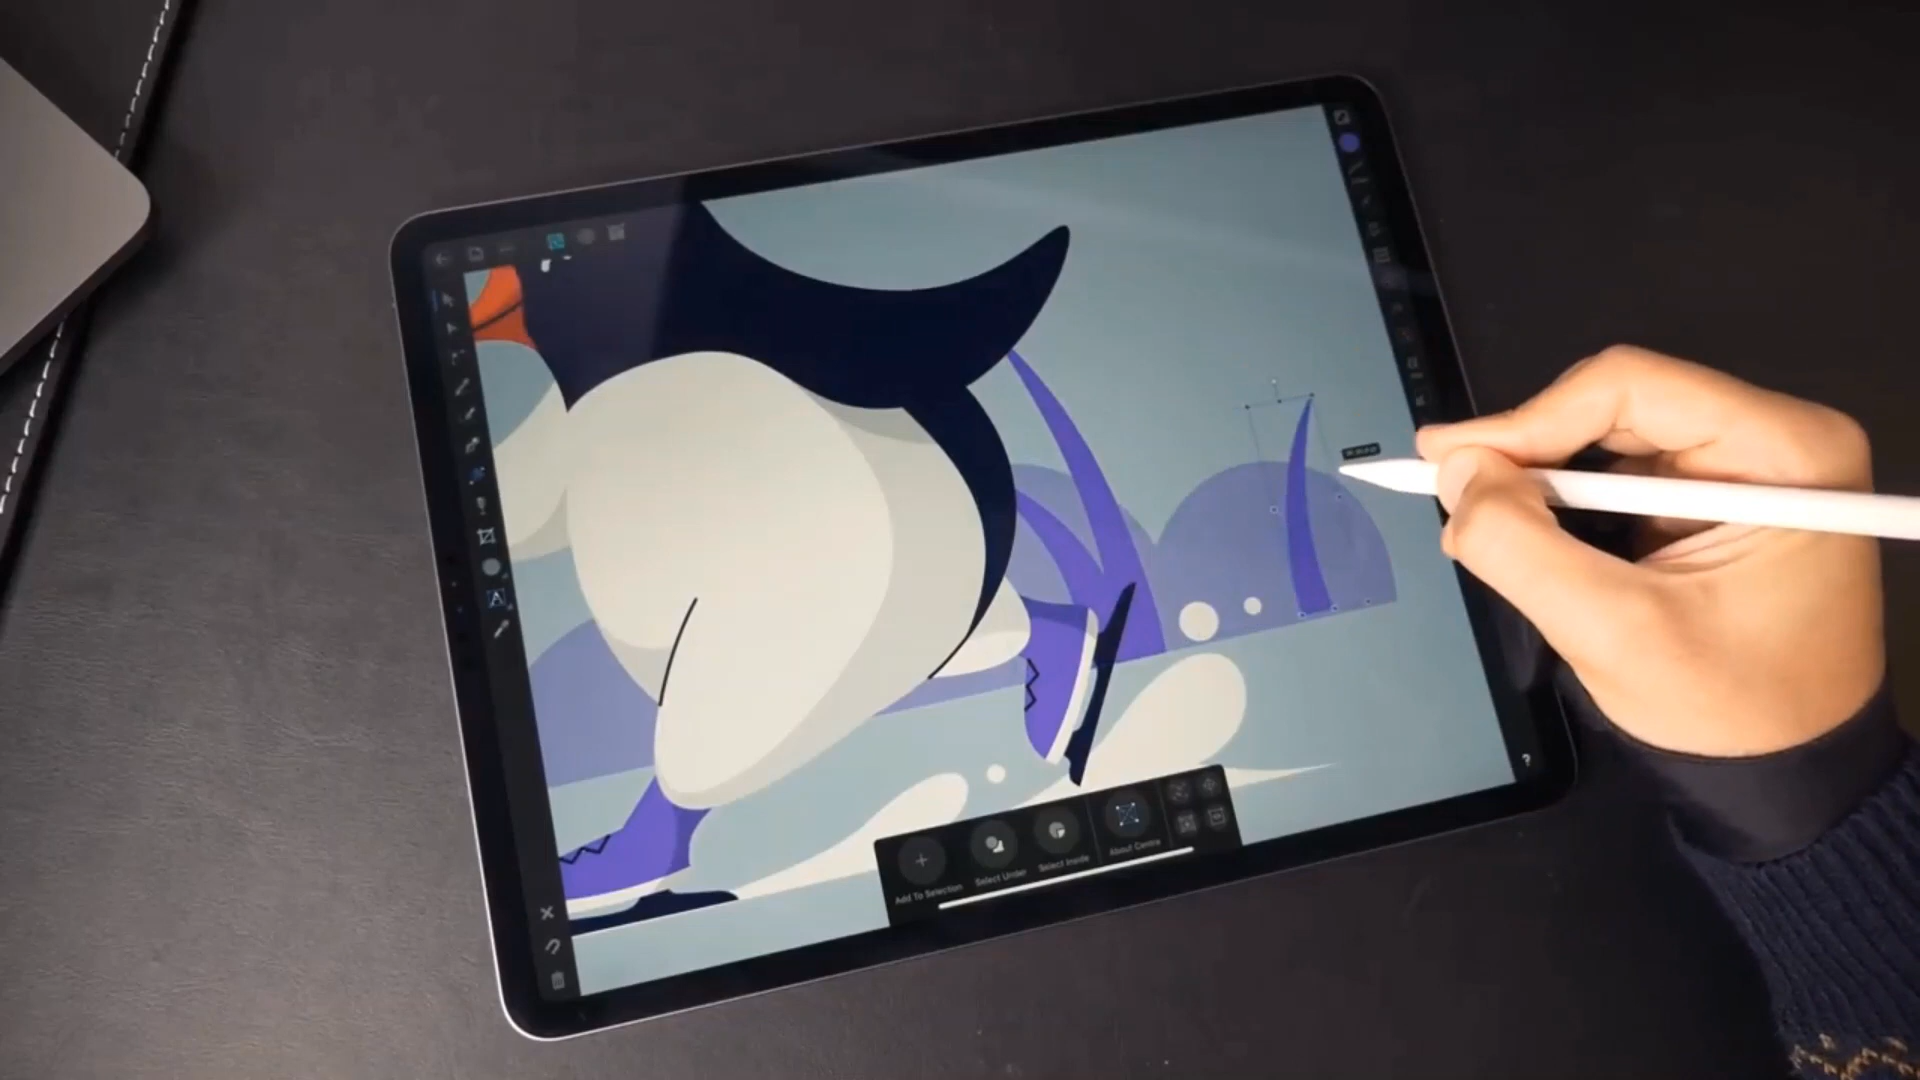 A
?
Add To Selection
Select Under
Select Inside
About Centre